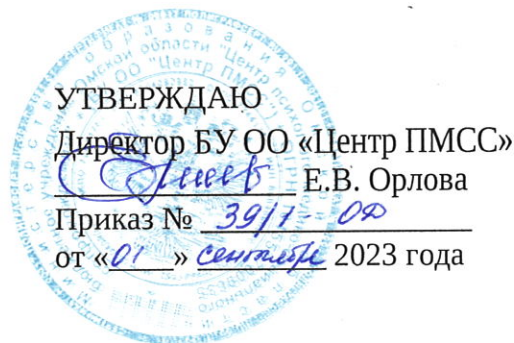 УТВЕРЖДАЮ
Директор БУ ОО «Центр ПМСС»
Е.В. Орлова
Приказ № 39/1-ОД
от «01» сентября 2023 года